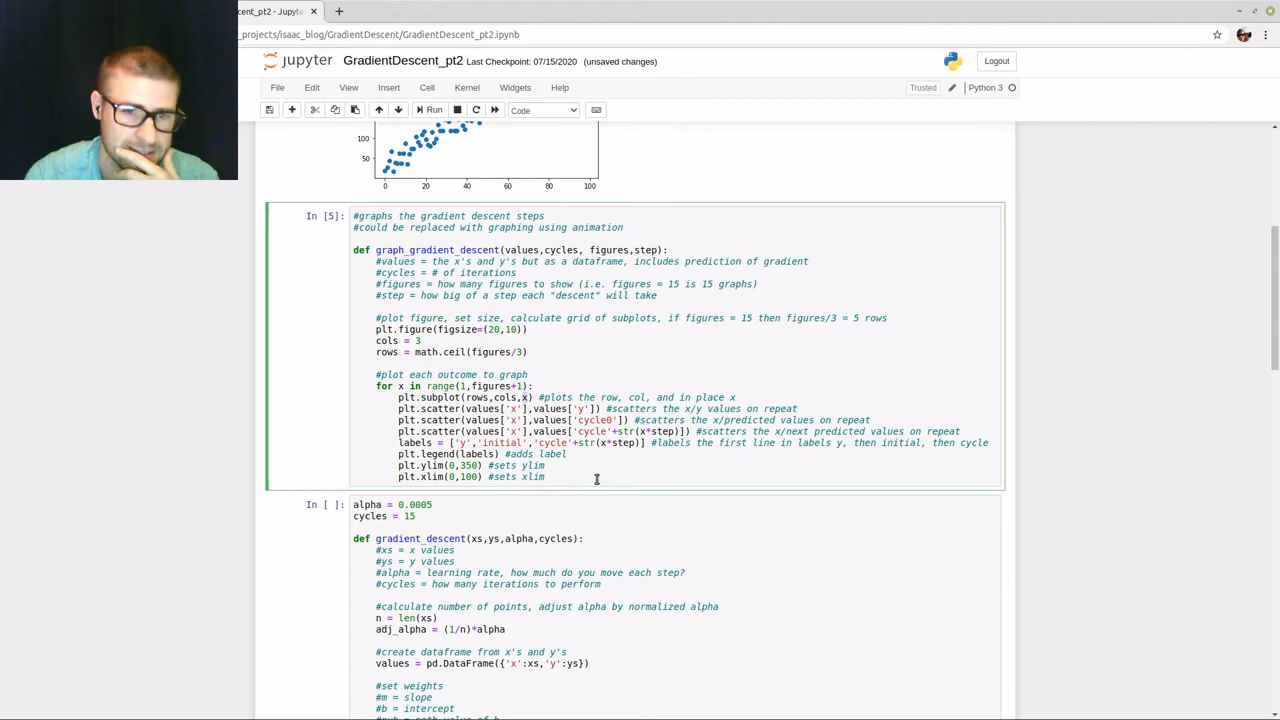 cent_pt2 - Jupyte
_projects/isaac_blog/GradientDescent/GradientDescent_pt2.ipynb
jupyter GradientDescent_pt2 Last Checkpoint: 07/15/2020 (unsaved changes) Logout
File Edit View Insert Cell Kernel Widgets Help Trusted Python 3
Run Code
100
50
0 20 40 60 80 100
In [5]: #graphs the gradient descent steps
#could be replaced with graphing using animation
def graph_gradient_descent(values,cycles, figures,step):
#values = the x's and y's but as a dataframe, includes prediction of gradient
#cycles = # of iterations
#figures = how many figures to show (i.e. figures = 15 is 15 graphs)
#step = how big of a step each "descent" will take
#plot figure, set size, calculate grid of subplots, if figures = 15 then figures/3 = 5 rows
plt.figure(figsize=(20,10))
cols = 3
rows = math.ceil(figures/3)
#plot each outcome to graph
for x in range(1,figures+1):
plt.subplot(rows,cols,x) #plots the row, col, and in place x
plt.scatter(values['x'],values['y']) #scatters the x/y values on repeat
plt.scatter(values['x'],values['cycle0']) #scatters the x/predicted values on repeat
plt.scatter(values['x'],values['cycle'+str(x*step)]) #scatters the x/next predicted values on repeat
labels = ['y','initial','cycle'+str(x*step)] #labels the first line in labels y, then initial, then cycle
plt.legend(labels) #adds label
plt.ylim(0,350) #sets ylim
plt.xlim(0,100) #sets xlim
In [ ]: alpha = 0.0005
cycles = 15
def gradient_descent(xs,ys,alpha,cycles):
#xs = x values
#ys = y values
#alpha = learning rate, how much do you move each step?
#cycles = how many iterations to perform
#calculate number of points, adjust alpha by normalized alpha
n = len(xs)
adj_alpha = (1/n)*alpha
#create dataframe from x's and y's
values = pd.DataFrame({'x':xs,'y':ys})
#set weights
#m = slope
#b = intercept